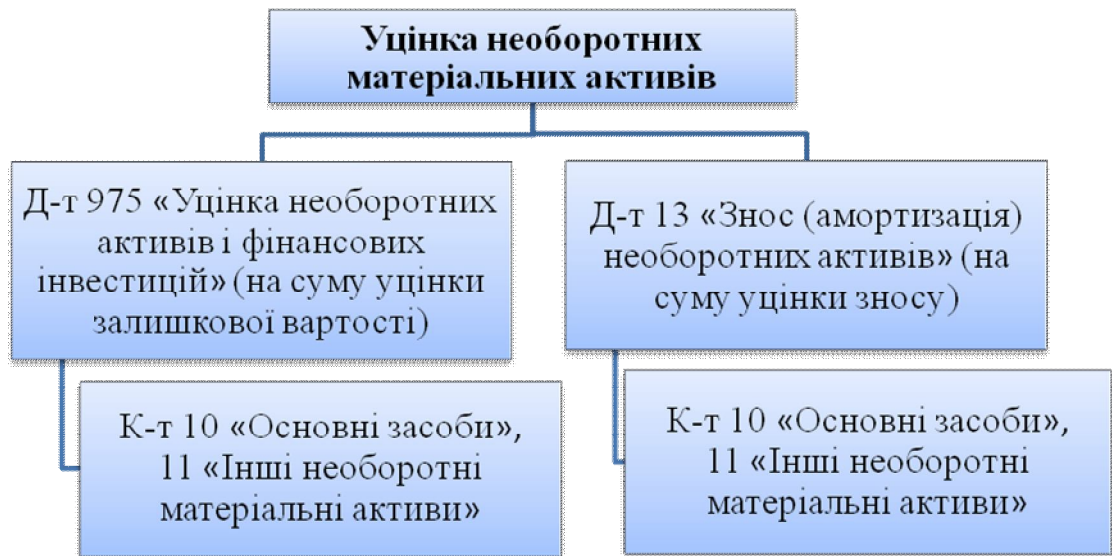 Уцінка необоротних
матеріальних активів
Д-т 975 «Уцінка необоротних
активів і фінансових
інвестицій» (на суму уцінки
залишкової вартості)
К-т 10 «Основні засоби»,
11 «Інші необоротні
матеріальні активи»
Д-т 13 «Знос (амортизація)
необоротних активів» (на
суму уцінки зносу)
К-т 10 «Основні засоби»,
11 «Інші необоротні
матеріальні активи»